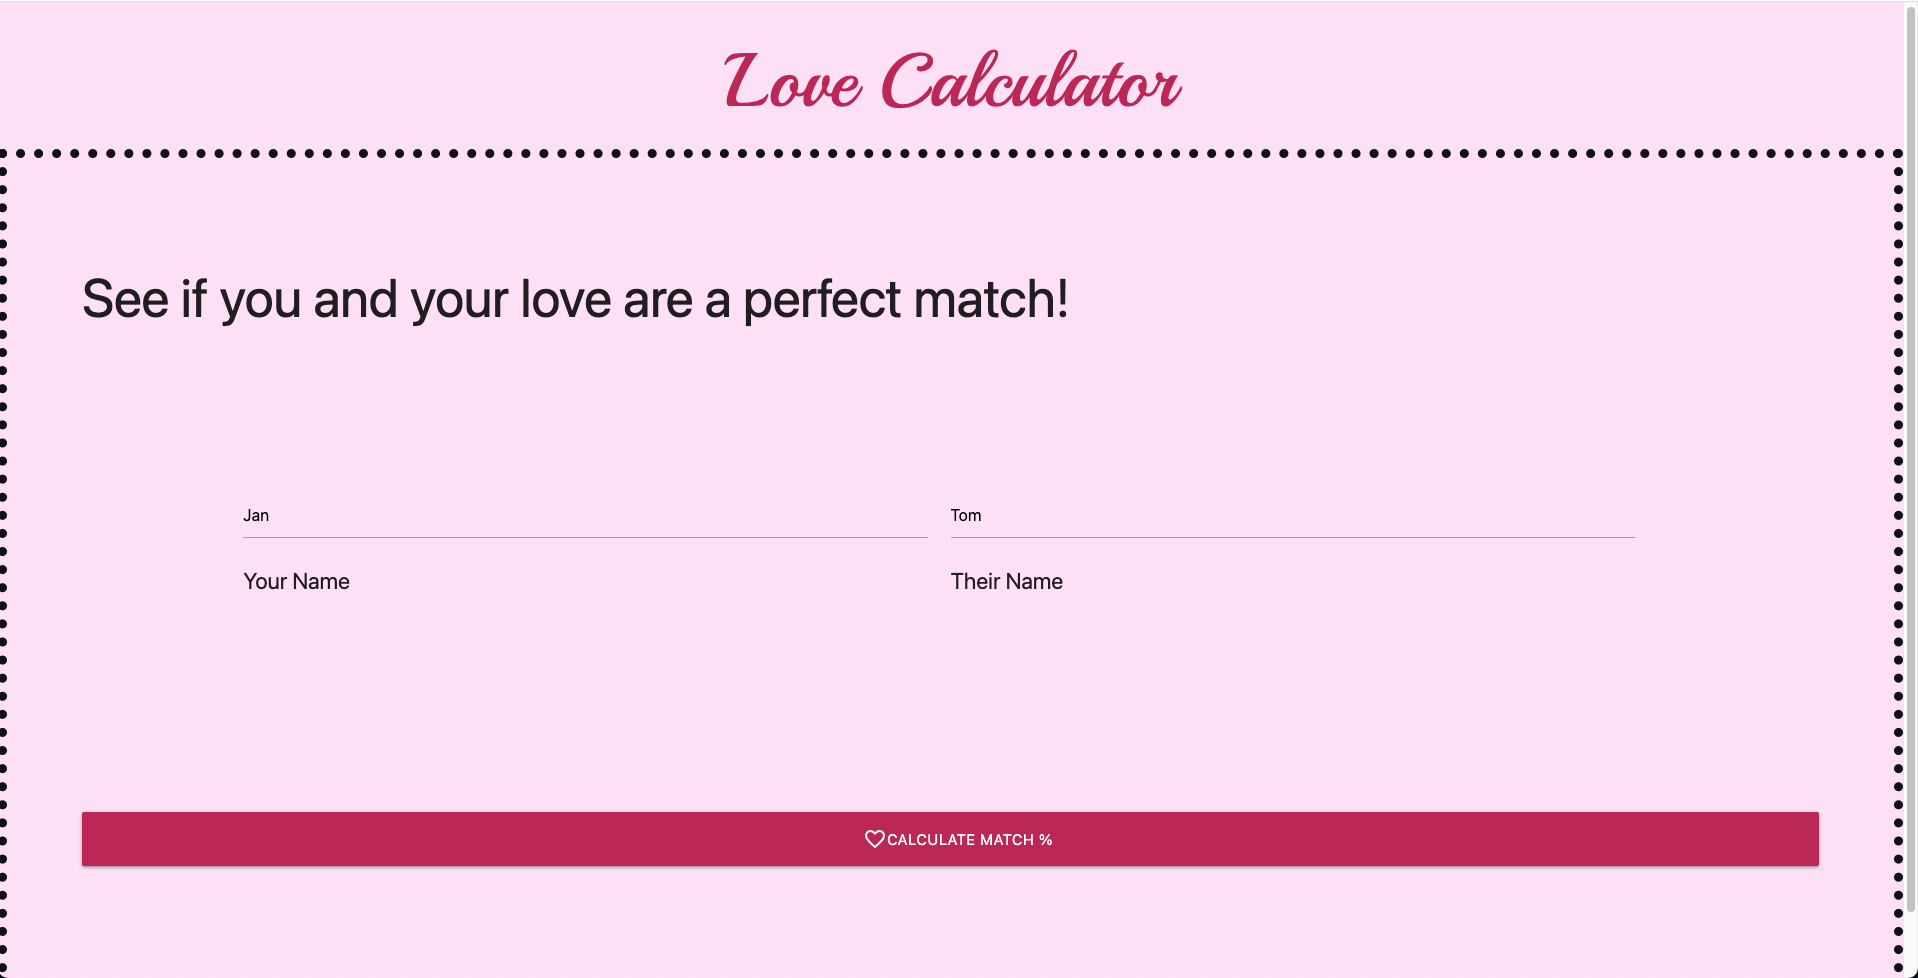 Love Calculator
See if you and your love are a perfect match!
Jan
Tom
Your Name
Their Name
CALCULATE MATCH %